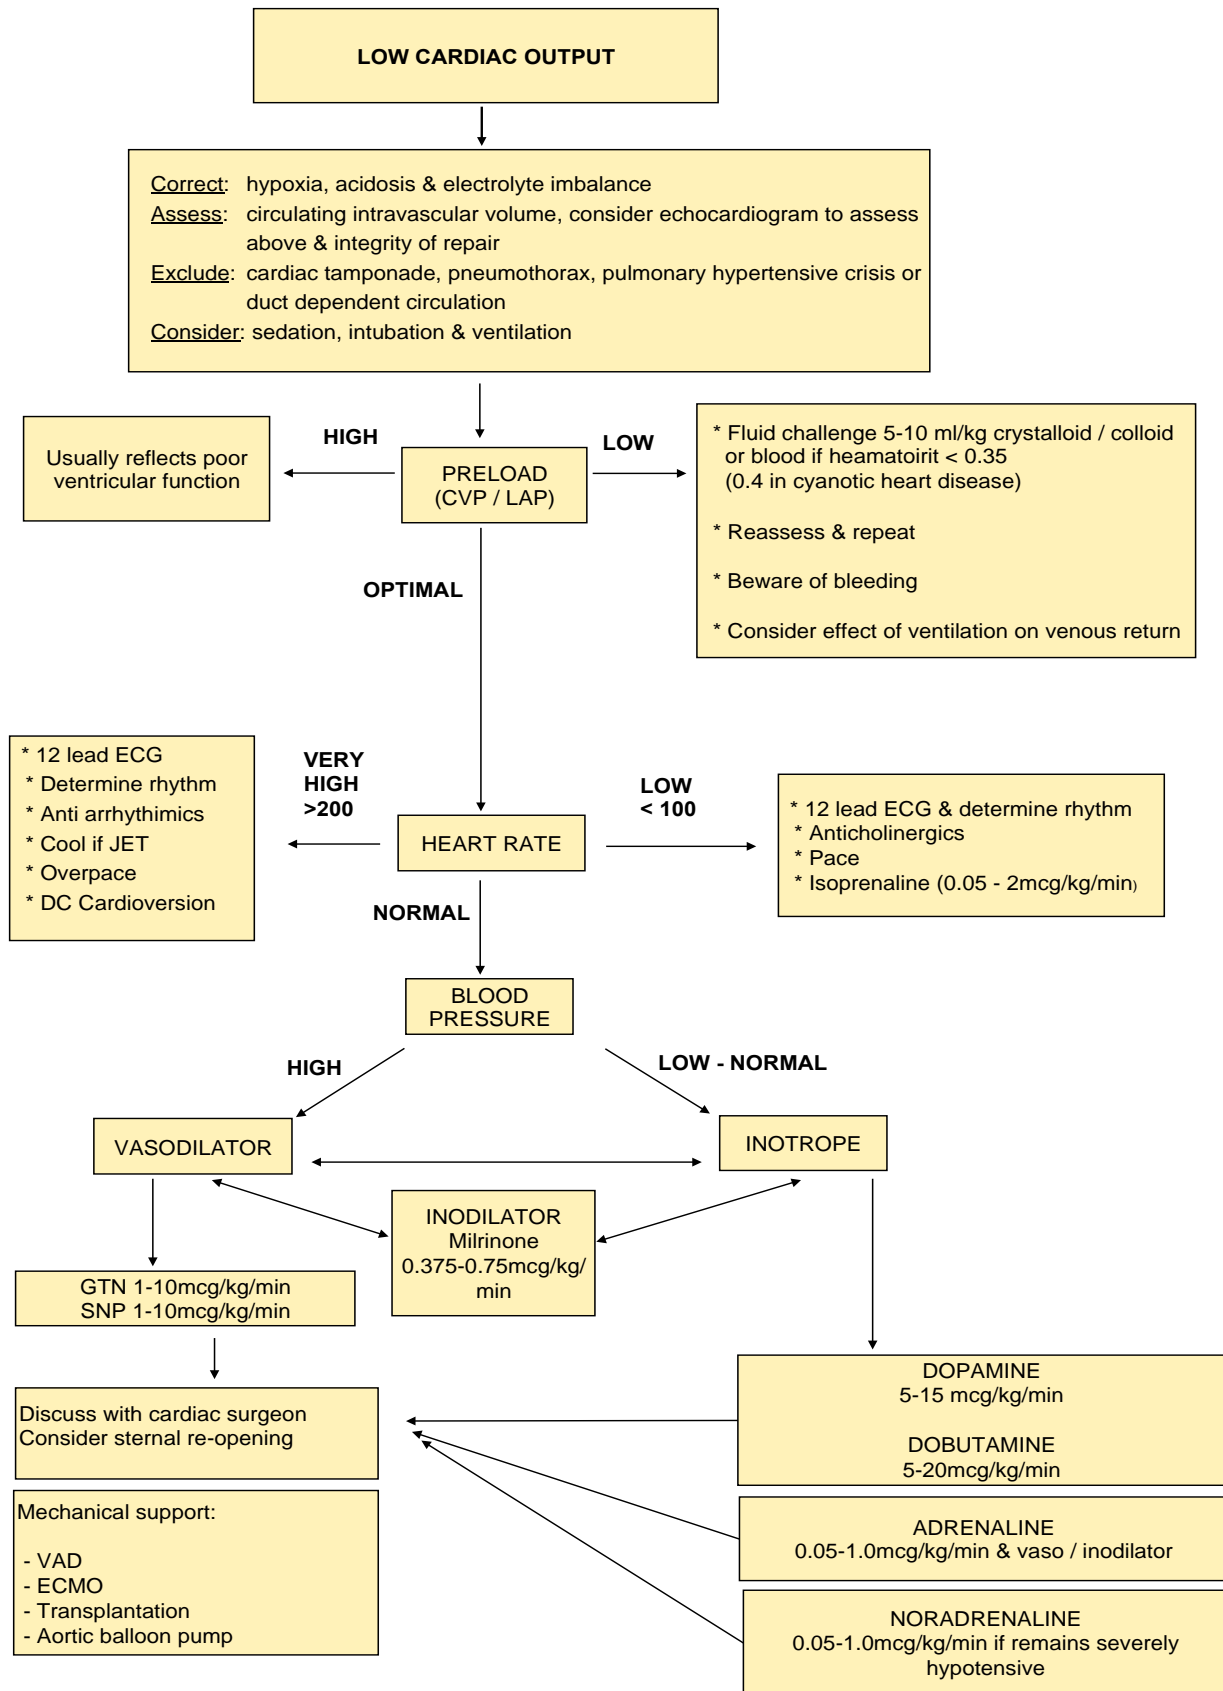 LOW CARDIAC OUTPUT
Correct: hypoxia, acidosis & electrolyte imbalance
Assess: circulating intravascular volume, consider echocardiogram to assess
above & integrity of repair
Exclude: cardiac tamponade, pneumothorax, pulmonary hypertensive crisis or
duct dependent circulation
Consider: sedation, intubation & ventilation
HIGH
LOW
Usually reflects poor
ventricular function
PRELOAD
(CVP / LAP)
* Fluid challenge 5-10 ml/kg crystalloid / colloid
or blood if heamatoirit < 0.35
(0.4 in cyanotic heart disease)
* Reassess & repeat
* Beware of bleeding
* Consider effect of ventilation on venous return
OPTIMAL
* 12 lead ECG
* Determine rhythm
* Anti arrhythimics
* Cool if JET
* Overpace
* DC Cardioversion
VERY
HIGH
>200
HEART RATE
LOW
< 100
* 12 lead ECG & determine rhythm
* Anticholinergics
* Pace
* Isoprenaline (0.05 - 2mcg/kg/min)
NORMAL
BLOOD
PRESSURE
HIGH
LOW - NORMAL
VASODILATOR
INOTROPE
INODILATOR
Milrinone
0.375-0.75mcg/kg/
min
GTN 1-10mcg/kg/min
SNP 1-10mcg/kg/min
DOPAMINE
5-15 mcg/kg/min
DOBUTAMINE
5-20mcg/kg/min
Discuss with cardiac surgeon
Consider sternal re-opening
Mechanical support:
- VAD
- ECMO
- Transplantation
- Aortic balloon pump
ADRENALINE
0.05-1.0mcg/kg/min & vaso / inodilator
NORADRENALINE
0.05-1.0mcg/kg/min if remains severely
hypotensive